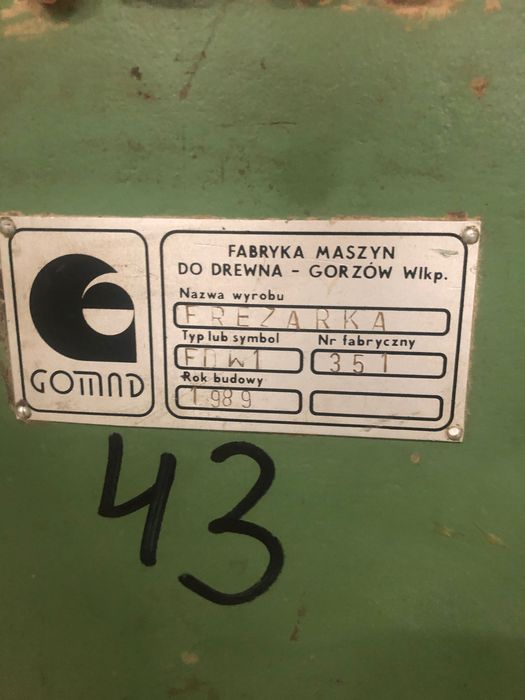 FABRYKA MASZYN
DO DREWNA - GORZÓW Wlkp.
Nazwa wyrobu
FREZARKA
Typ lub symbol
Nr fabryczny
FDW1
351
Rok budowy
1989
GOMAD
43